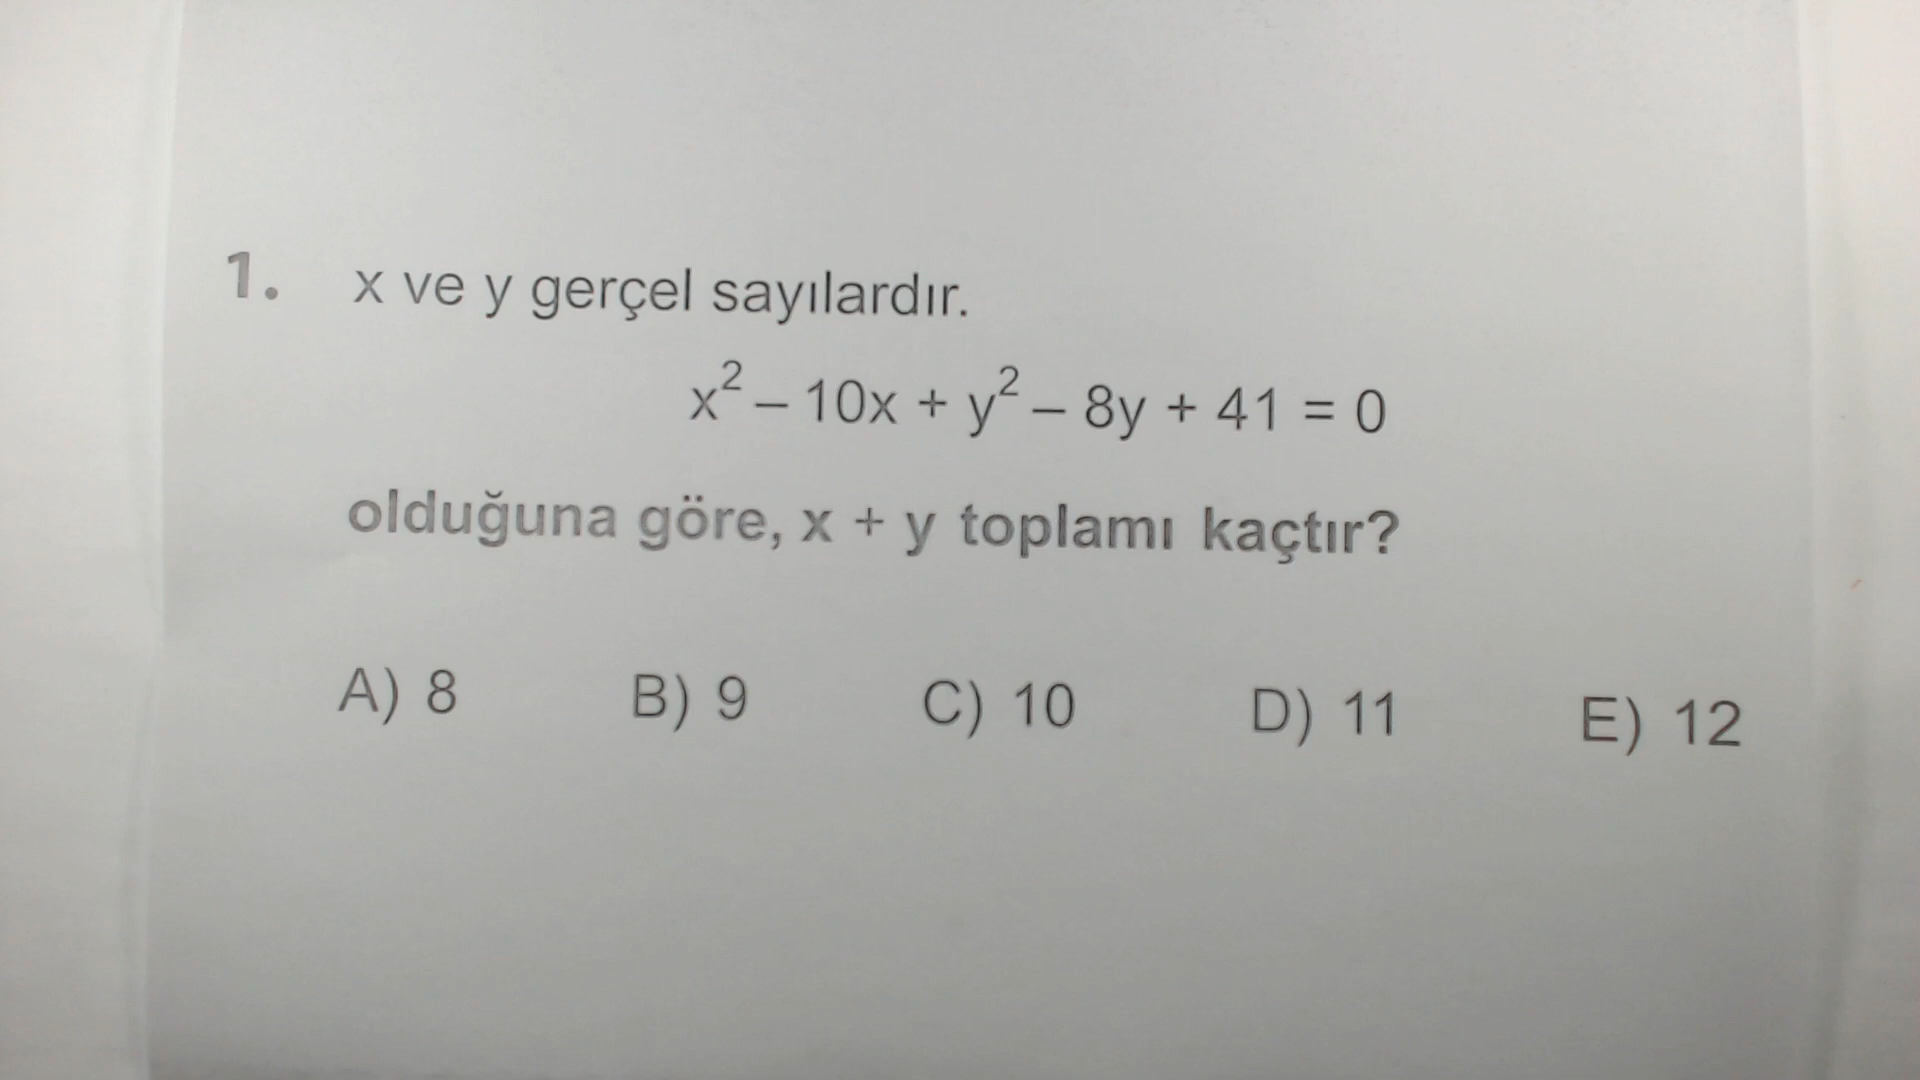 1. x ve y gerçel sayılardır.
x² – 10x + y² – 8y + 41 = 0
olduğuna göre, x + y toplamı kaçtır?
A) 8 B) 9 C) 10 D) 11 E) 12